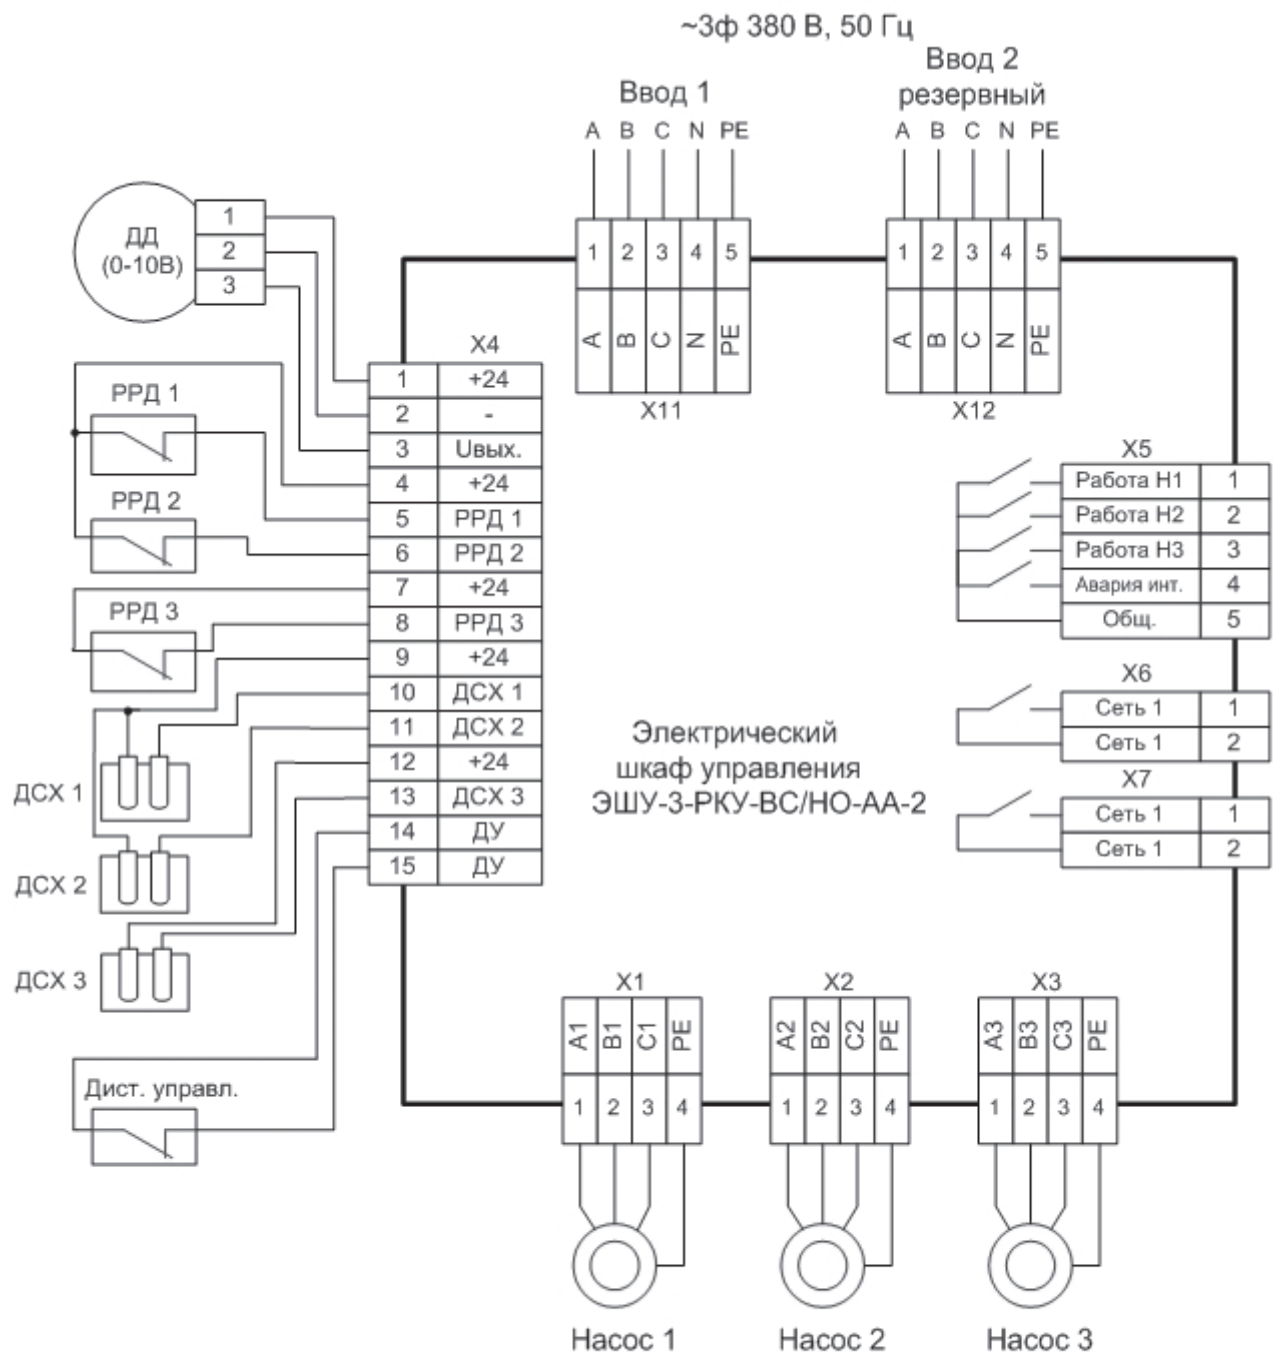 ~3ф 380 В, 50 Гц
Ввод 1
Ввод 2
резервный
A B C N PE
A B C N PE
1 2 3 4 5
A B C N PE
X11
1 2 3 4 5
A B C N PE
X12
ДД
(0-10В)
1
2
3
X4
1 +24
2 -
3 Uвых.
4 +24
5 РРД 1
6 РРД 2
7 +24
8 РРД 3
9 +24
10 ДСХ 1
11 ДСХ 2
12 +24
13 ДСХ 3
14 ДУ
15 ДУ
РРД 1
РРД 2
РРД 3
ДСХ 1
ДСХ 2
ДСХ 3
Дист. управл.
X5
Работа Н1 1
Работа Н2 2
Работа Н3 3
Авария инт. 4
Общ. 5
X6
Сеть 1 1
Сеть 1 2
X7
Сеть 1 1
Сеть 1 2
Электрический
шкаф управления
ЭШУ-3-РКУ-ВС/НО-АА-2
X1
A1 B1 C1 PE
1 2 3 4
Насос 1
X2
A2 B2 C2 PE
1 2 3 4
Насос 2
X3
A3 B3 C3 PE
1 2 3 4
Насос 3